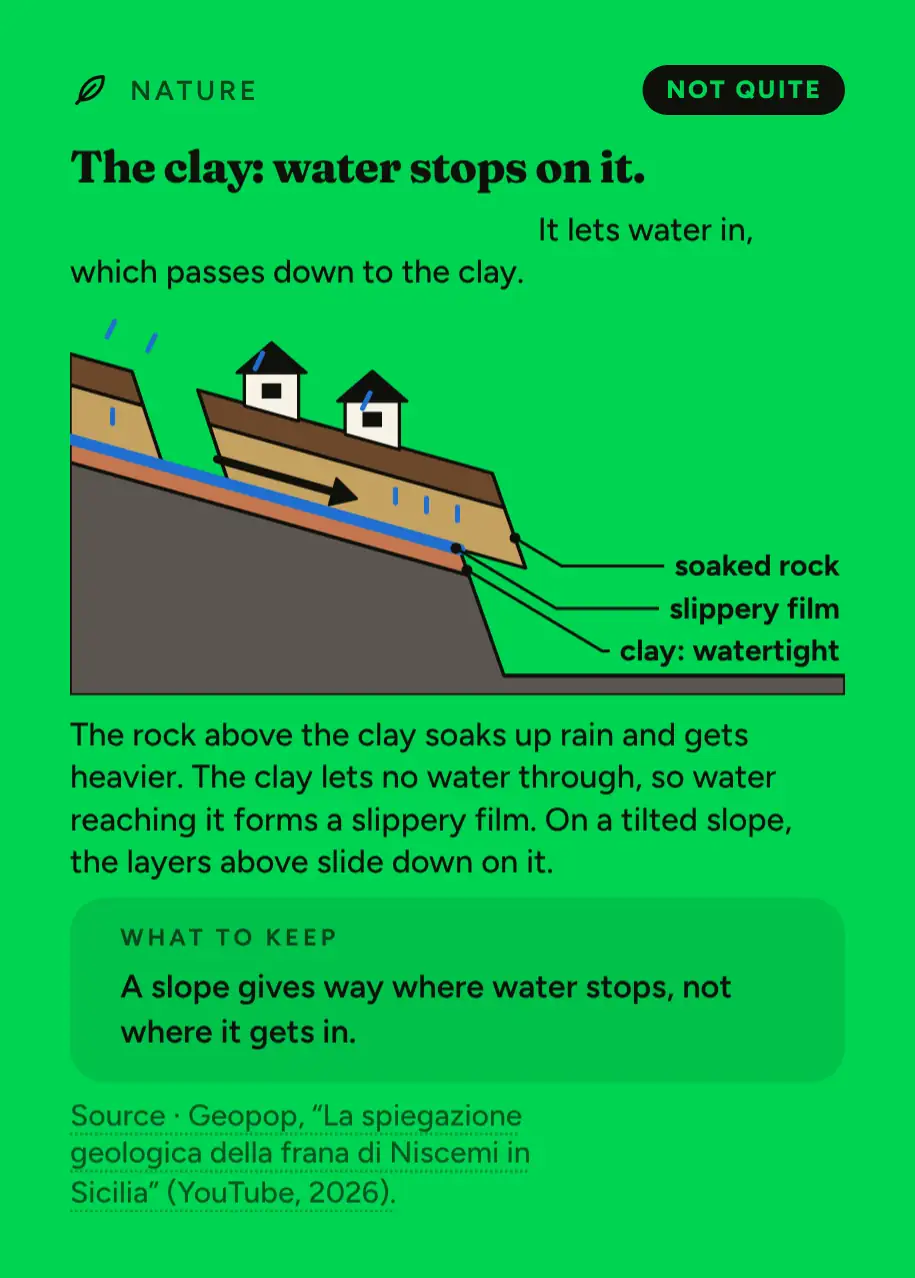 NATURE
NOT QUITE
The clay: water stops on it.
It lets water in,
which passes down to the clay.
soaked rock
slippery film
clay: watertight
The rock above the clay soaks up rain and gets
heavier. The clay lets no water through, so water
reaching it forms a slippery film. On a tilted slope,
the layers above slide down on it.
WHAT TO KEEP
A slope gives way where water stops, not
where it gets in.
Source · Geopop, “La spiegazione
geologica della frana di Niscemi in
Sicilia” (YouTube, 2026).